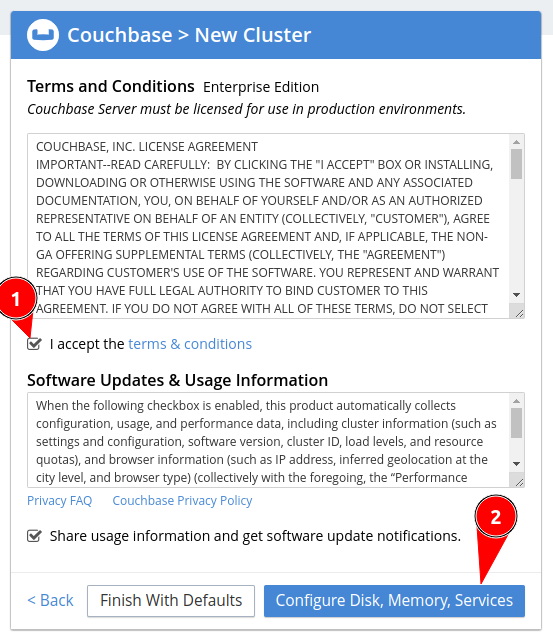 Couchbase > New Cluster
Terms and Conditions Enterprise Edition
Couchbase Server must be licensed for use in production environments.
COUCHBASE, INC. LICENSE AGREEMENT
IMPORTANT--READ CAREFULLY: BY CLICKING THE "I ACCEPT" BOX OR INSTALLING,
DOWNLOADING OR OTHERWISE USING THE SOFTWARE AND ANY ASSOCIATED
DOCUMENTATION, YOU, ON BEHALF OF YOURSELF AND/OR AS AN AUTHORIZED
REPRESENTATIVE ON BEHALF OF AN ENTITY (COLLECTIVELY, "CUSTOMER"), AGREE
TO ALL THE TERMS OF THIS LICENSE AGREEMENT AND, IF APPLICABLE, THE NON-
GA OFFERING SUPPLEMENTAL TERMS (COLLECTIVELY, THE "AGREEMENT")
REGARDING CUSTOMER'S USE OF THE SOFTWARE. YOU REPRESENT AND WARRANT
THAT YOU HAVE FULL LEGAL AUTHORITY TO BIND CUSTOMER TO THIS
AGREEMENT. IF YOU DO NOT AGREE WITH ALL OF THESE TERMS, DO NOT SELECT
1
I accept the terms & conditions
Software Updates & Usage Information
When the following checkbox is enabled, this product automatically collects
configuration, usage, and performance data, including cluster information (such as
settings and configuration, software version, cluster ID, load levels, and resource
quotas), and browser information (such as IP address, inferred geolocation at the
city level, and browser type) (collectively with the foregoing, the “Performance
Privacy FAQ Couchbase Privacy Policy
2
Share usage information and get software update notifications.
< Back Finish With Defaults Configure Disk, Memory, Services